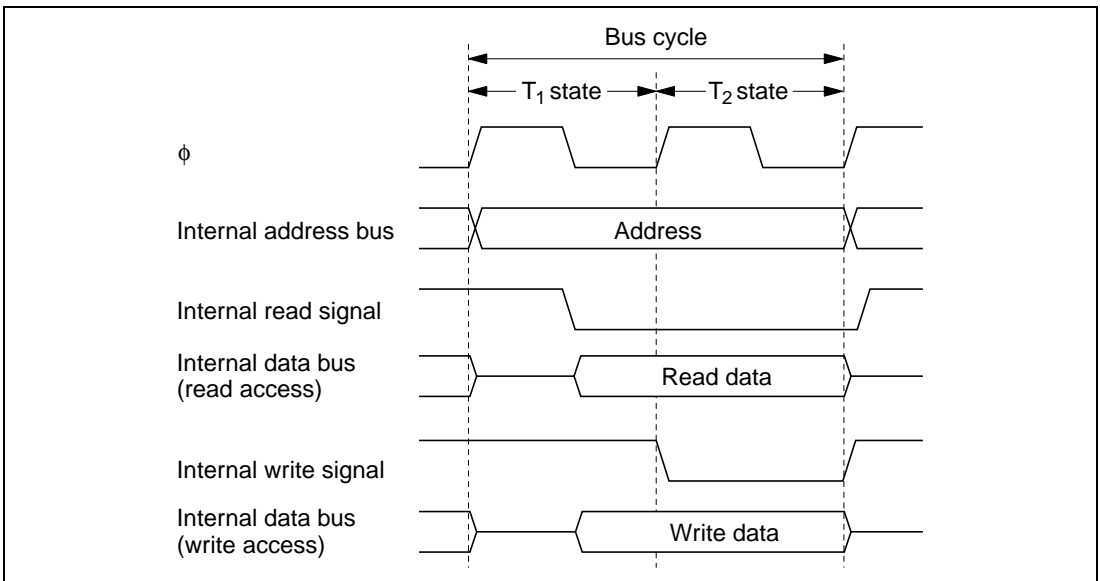 Bus cycle
T₁ state
T₂ state
ϕ
Internal address bus
Address
Internal read signal
Internal data bus
(read access)
Read data
Internal write signal
Internal data bus
(write access)
Write data